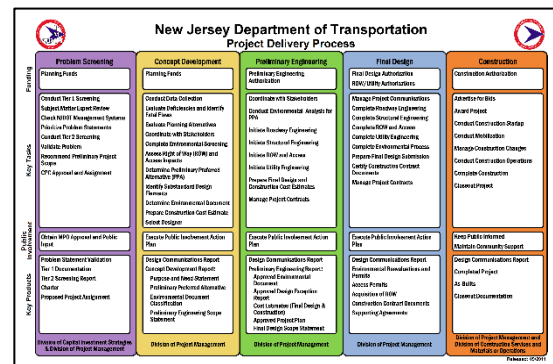 New Jersey Department of Transportation
Project Delivery Process
Problem Screening
Concept Development
Preliminary Engineering
Final Design
Construction
Funding
Planning Funds
Planning Funds
Preliminary Engineering
Authorization
Final Design Authorization
ROW/Utility Authorizations
Construction Authorization
Key Tasks
Conduct Tier 1 Screening
Subject Matter Expert Review
Check NJDOT Management Systems
Prioritize Problem Statements
Conduct Tier 2 Screening
Validate Problem
Recommend Preliminary Project
Scope
CPC Approval and Assignment
Conduct Data Collection
Evaluate Deficiencies and Identify
Fatal Flaws
Evaluate Planning Alternatives
Coordinate with Stakeholders
Complete Environmental Screening
Assess Right of Way (ROW) and
Access Impacts
Determine Preliminary Preferred
Alternative (PPA)
Identify Substandard Design
Elements
Determine Environmental Document
Prepare Construction Cost Estimate
Select Designer
Coordinate with Stakeholders
Conduct Environmental Analysis for
PPA
Initiate Roadway Engineering
Initiate Structural Engineering
Initiate ROW and Access
Initiate Utility Engineering
Prepare Final Design and
Construction Cost Estimates
Manage Project Contracts
Manage Project Communications
Complete Roadway Engineering
Complete Structural Engineering
Complete ROW and Access
Complete Utility Engineering
Complete Environmental Process
Prepare Final Design Submission
Certify Construction Contract
Documents
Manage Project Contracts
Advertise for Bids
Award Project
Conduct Construction Startup
Conduct Mobilization
Manage Construction Changes
Conduct Construction Operations
Complete Construction
Closeout Project
Public
Involvement
Obtain MPO Approval and Public
Input
Execute Public Involvement Action
Plan
Execute Public Involvement Action
Plan
Execute Public Involvement Action
Plan
Keep Public Informed
Maintain Community Support
Key Products
Problem Statement Validation
Tier 1 Documentation
Tier 2 Screening Report
Charter
Proposed Project Assignment
Design Communications Report
Concept Development Report:
Purpose and Need Statement
Preliminary Preferred Alternative
Environmental Document
Classification
Preliminary Engineering Scope
Statement
Design Communications Report
Preliminary Engineering Report:
Approved Environmental
Document
Approved Design Exception
Report
Cost Estimates (Final Design &
Construction)
Approved Project Plan
Final Design Scope Statement
Design Communications Report
Environmental Reevaluations and
Permits
Access Permits
Acquisition of ROW
Construction Contract Documents
Supporting Agreements
Design Communications Report
Completed Project
As Builts
Closeout Documentation
Division of Capital Investment Strategies
& Division of Project Management
Division of Project Management
Division of Project Management
Division of Project Management
Division of Project Management and
Division of Construction Services and
Materials or Operations